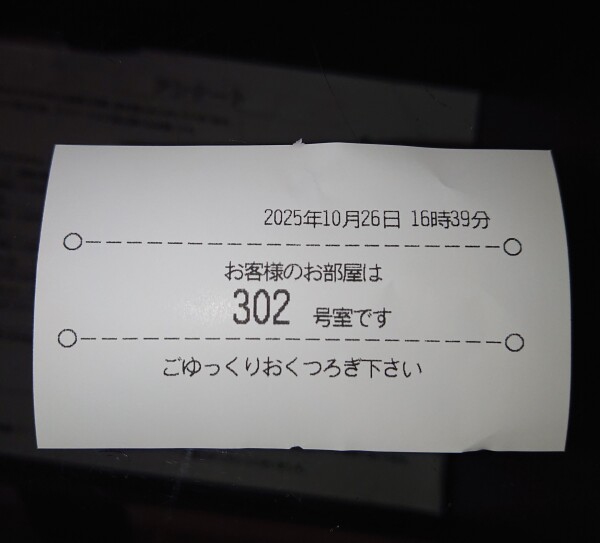 2025年10月26日 16時39分
お客様のお部屋は
302 号室です
ごゆっくりおくつろぎ下さい